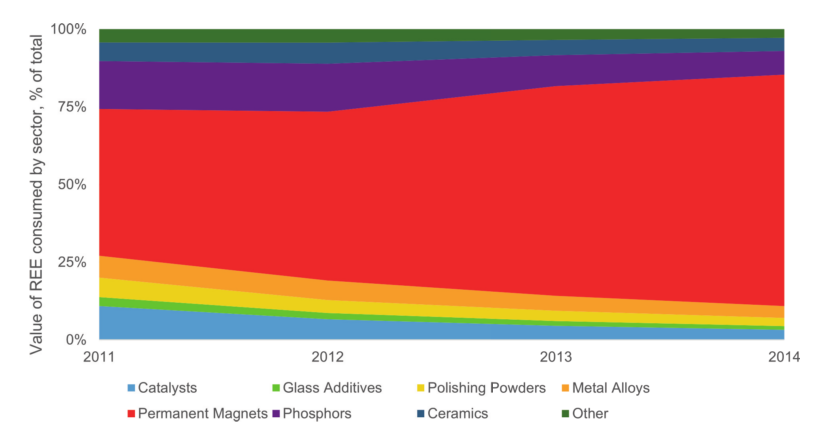 Value of REE consumed by sector, % of total
100%
75%
50%
25%
0%
2011 2012 2013 2014
Catalysts Glass Additives Polishing Powders Metal Alloys
Permanent Magnets Phosphors Ceramics Other